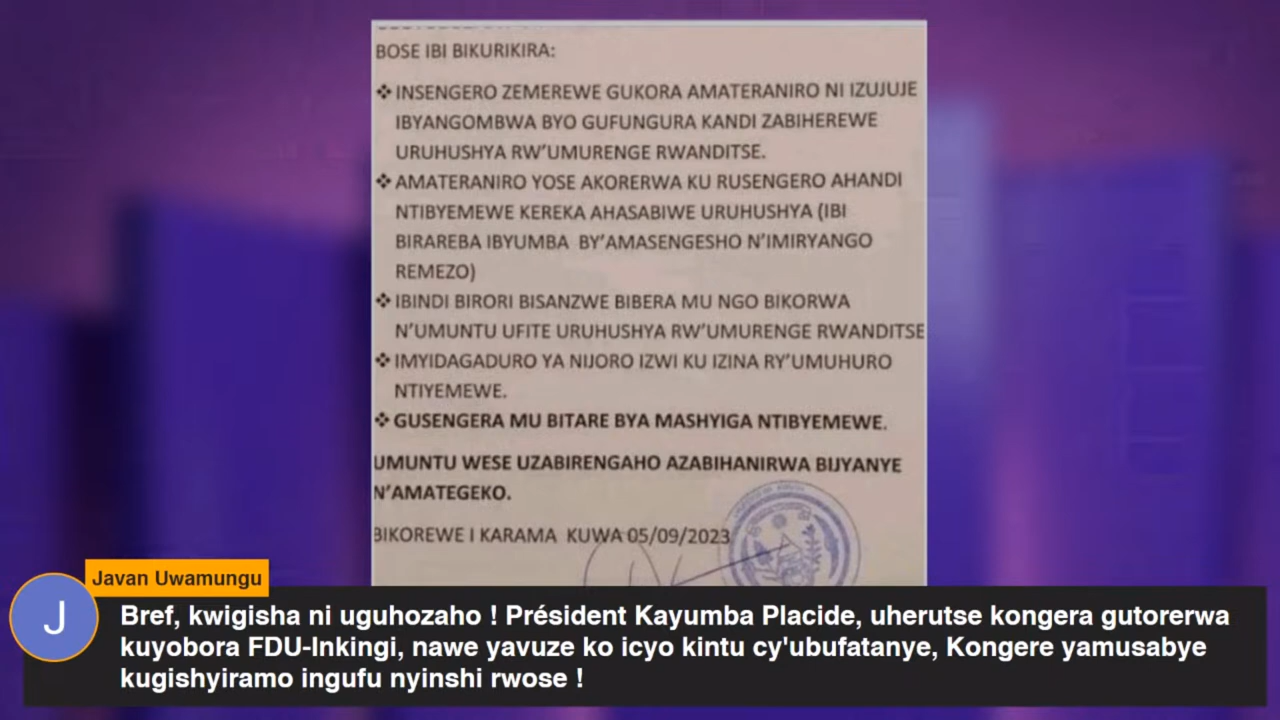 BOSE IBI BIKURIKIRA:
❖ INSENGERO ZEMEREWE GUKORA AMATERANIRO NI IZUJUJE
IBYANGOMBWA BYO GUFUNGURA KANDI ZABIHEREWE
URUHUSHYA RW'UMURENGE RWANDITSE.
❖ AMATERANIRO YOSE AKORERWA KU RUSENGERO AHANDI
NTIBYEMEWE KEREKA AHASABIWE URUHUSHYA (IBI
BIRAREBA IBYUMBA BY'AMASENGESHO N'IMIRYANGO
REMEZO)
❖ IBINDI BIRORI BISANZWE BIBERA MU NGO BIKORWA
N'UMUNTU UFITE URUHUSHYA RW'UMURENGE RWANDITSE
❖ IMYIDAGADURO YA NIJORO IZWI KU IZINA RY'UMUHURO
NTIYEMEWE.
❖ GUSENGERA MU BITARE BYA MASHYIGA NTIBYEMEWE.
UMUNTU WESE UZABIRENGAHO AZABIHANIRWA BIJYANYE
N'AMATEGEKO.
BIKOREWE I KARAMA KUWA 05/09/2023
Javan Uwamungu
J
Bref, kwigisha ni uguhozaho ! Président Kayumba Placide, uherutse kongera gutorerwa
kuyobora FDU-Inkingi, nawe yavuze ko icyo kintu cy'ubufatanye, Kongere yamusabye
kugishyiramo ingufu nyinshi rwose !